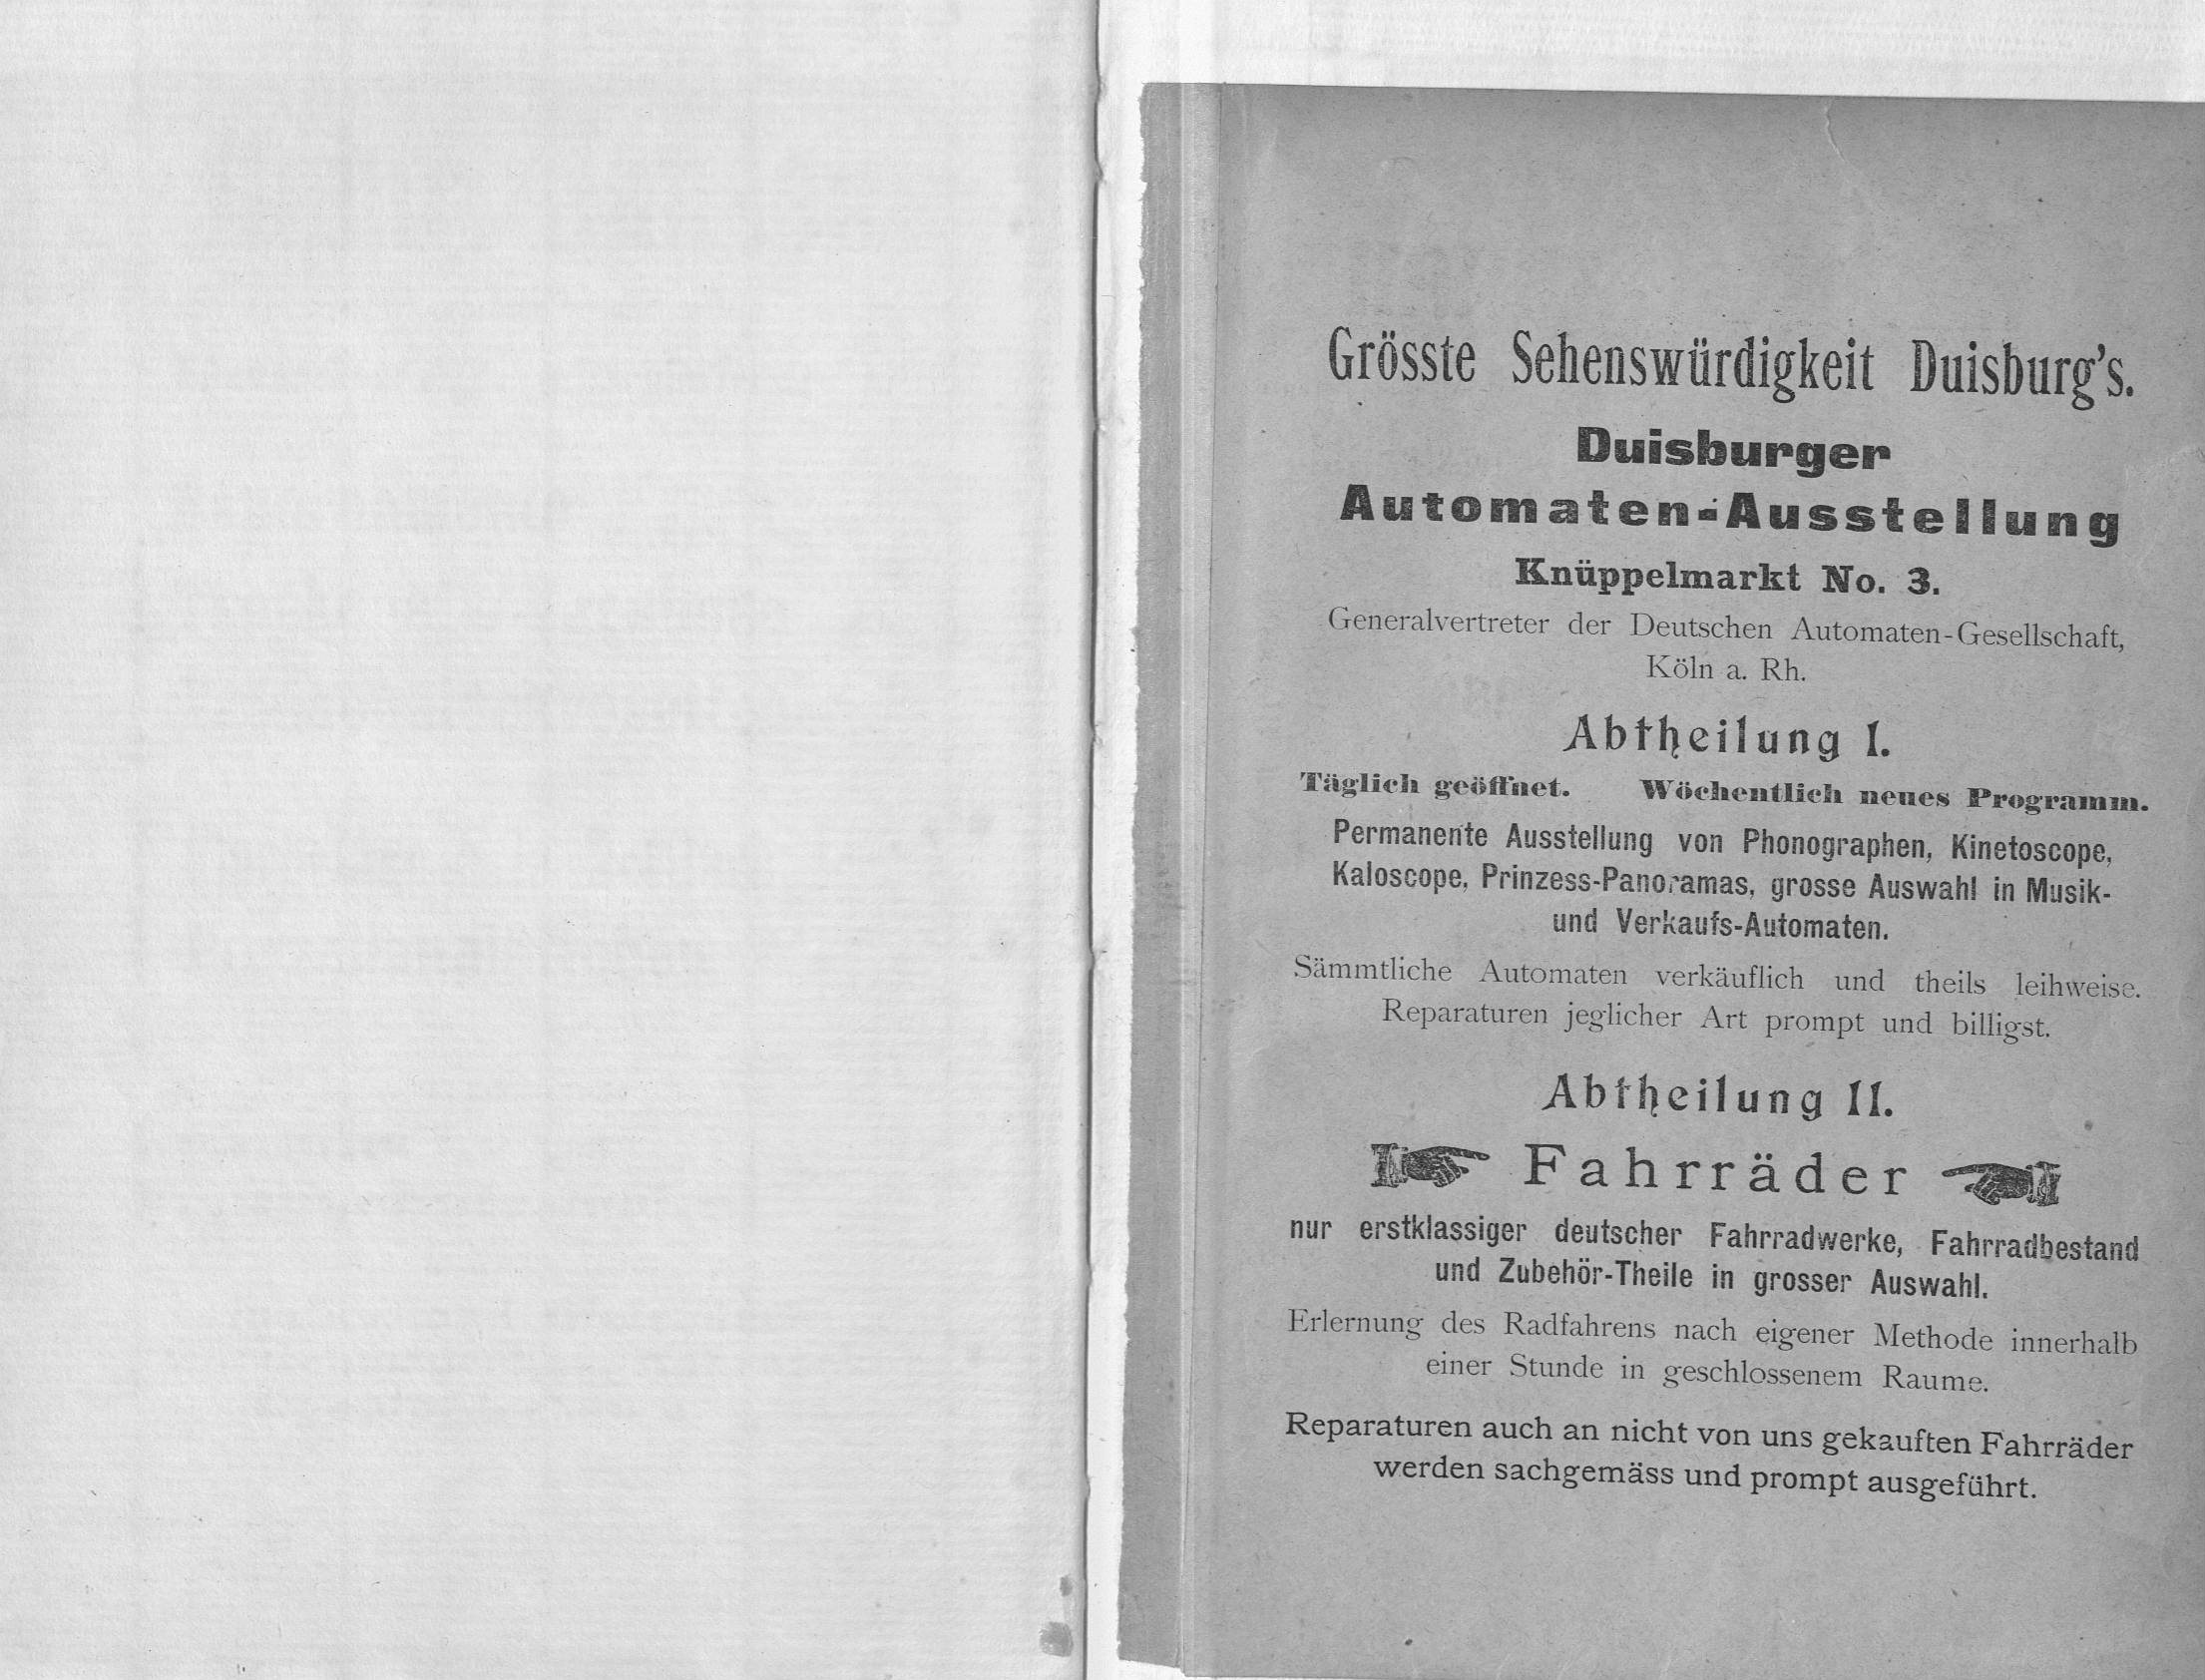 Grösste Sehenswürdigkeit Duisburg's.
Duisburger
Automaten-Ausstellung
Knüppelmarkt No. 3.
Generalvertreter der Deutschen Automaten-Gesellschaft,
Köln a. Rh.
Abtheilung I.
Täglich geöffnet. Wöchentlich neues Programm.
Permanente Ausstellung von Phonographen, Kinetoscope,
Kaloscope, Prinzess-Panoramas, grosse Auswahl in Musik-
und Verkaufs-Automaten.
Sämmtliche Automaten verkäuflich und theils leihweise.
Reparaturen jeglicher Art prompt und billigst.
Abtheilung II.
Fahrräder
nur erstklassiger deutscher Fahrradwerke, Fahrradbestand
und Zubehör-Theile in grosser Auswahl.
Erlernung des Radfahrens nach eigener Methode innerhalb
einer Stunde in geschlossenem Raume.
Reparaturen auch an nicht von uns gekauften Fahrräder
werden sachgemäss und prompt ausgeführt.